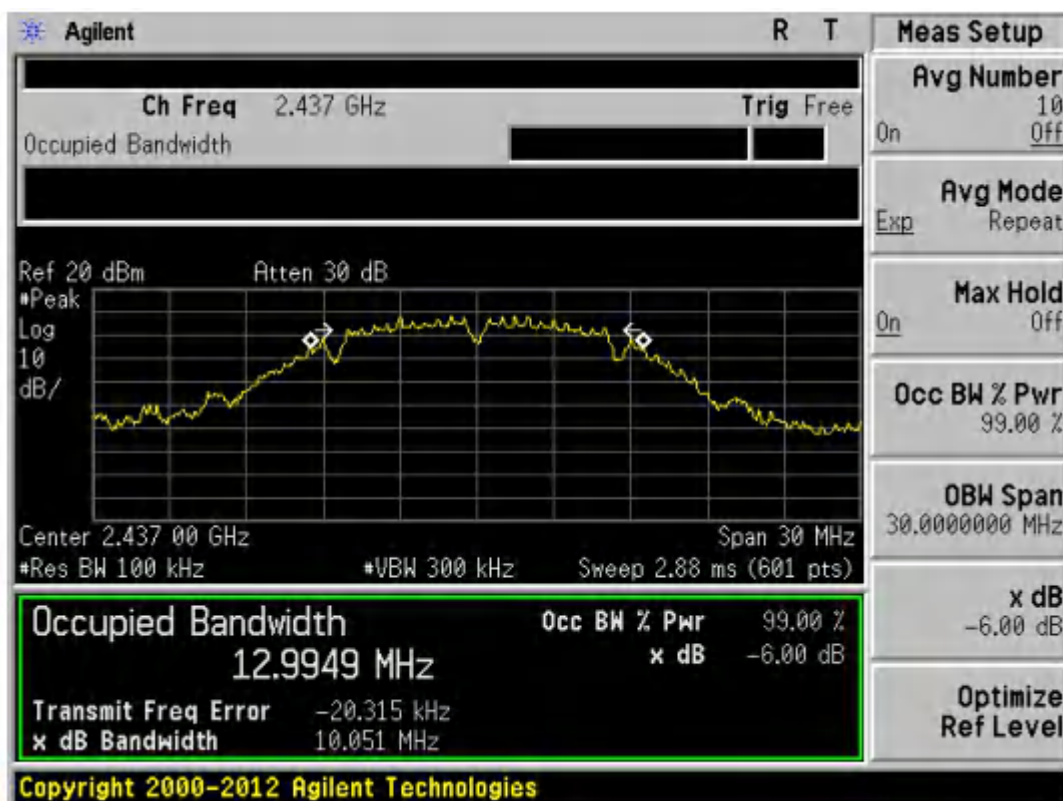 Agilent R T
Ch Freq 2.437 GHz Trig Free
Occupied Bandwidth
Ref 20 dBm Atten 30 dB
#Peak
Log
10
dB/
Center 2.437 00 GHz Span 30 MHz
#Res BW 100 kHz #VBW 300 kHz Sweep 2.88 ms (601 pts)
Occupied Bandwidth Occ BW % Pwr 99.00 %
12.9949 MHz x dB -6.00 dB
Transmit Freq Error -20.315 kHz
x dB Bandwidth 10.051 MHz
Copyright 2000-2012 Agilent Technologies
Meas Setup
Avg Number
10
On Off
Avg Mode
Exp Repeat
Max Hold
On Off
Occ BW % Pwr
99.00 %
OBW Span
30.0000000 MHz
x dB
-6.00 dB
Optimize
Ref Level